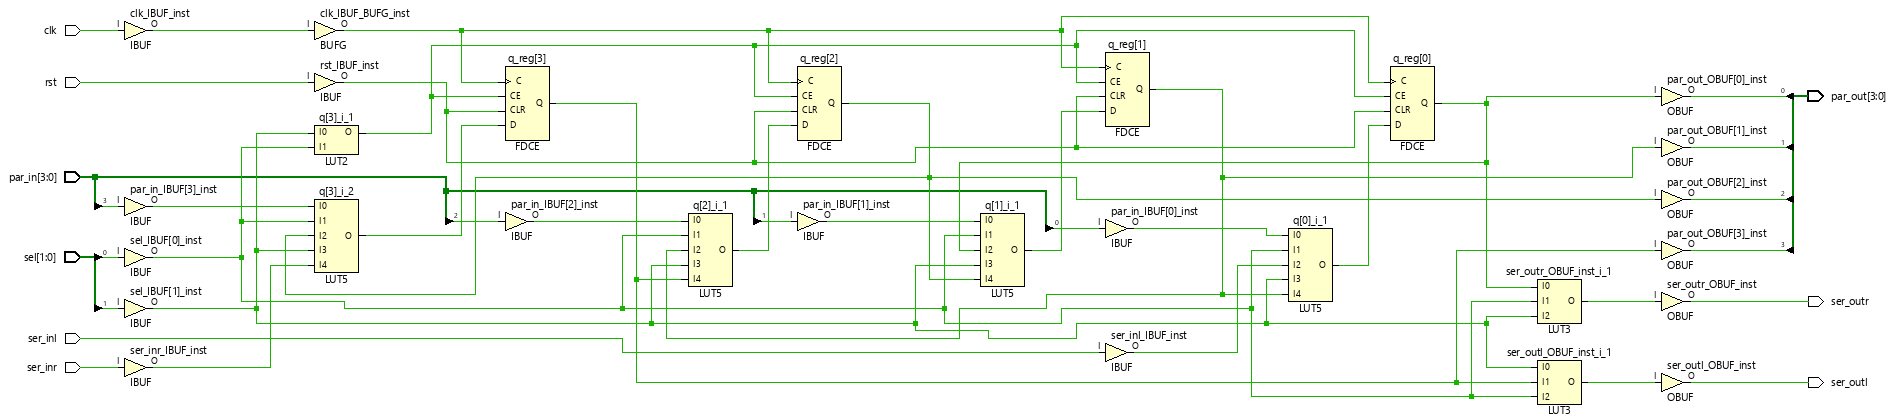 clk_IBUF_inst
I O
IBUF
clk_IBUF_BUFG_inst
I O
BUFG
clk
rst
rst_IBUF_inst
I O
IBUF
q_reg[3]
C
CE
CLR
D
Q
FDCE
q_reg[2]
C
CE
CLR
D
Q
FDCE
q_reg[1]
C
CE
CLR
D
Q
FDCE
q_reg[0]
C
CE
CLR
D
Q
FDCE
q[3]_i_1
I0
I1
O
LUT2
par_in[3:0]
3
par_in_IBUF[3]_inst
I O
IBUF
q[3]_i_2
I0
I1
I2
I3
I4
O
LUT5
2
par_in_IBUF[2]_inst
I O
IBUF
q[2]_i_1
I0
I1
I2
I3
I4
O
LUT5
1
par_in_IBUF[1]_inst
I O
IBUF
q[1]_i_1
I0
I1
I2
I3
I4
O
LUT5
0
par_in_IBUF[0]_inst
I O
IBUF
q[0]_i_1
I0
I1
I2
I3
I4
O
LUT5
sel[1:0]
0
sel_IBUF[0]_inst
I O
IBUF
1
sel_IBUF[1]_inst
I O
IBUF
ser_inl
ser_inr
ser_inr_IBUF_inst
I O
IBUF
ser_inl_IBUF_inst
I O
IBUF
par_out_OBUF[0]_inst
I O
OBUF
0
par_out[3:0]
par_out_OBUF[1]_inst
I O
OBUF
1
par_out_OBUF[2]_inst
I O
OBUF
2
par_out_OBUF[3]_inst
I O
OBUF
3
ser_outr_OBUF_inst_i_1
I0
I1
I2
O
LUT3
ser_outr_OBUF_inst
I O
OBUF
ser_outr
ser_outl_OBUF_inst_i_1
I0
I1
I2
O
LUT3
ser_outl_OBUF_inst
I O
OBUF
ser_outl